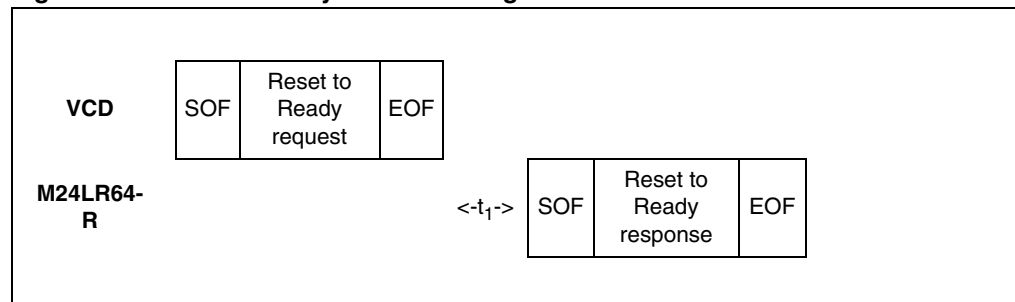 VCD
SOF
Reset to
Ready
request
EOF
M24LR64-
R
<-t1->
SOF
Reset to
Ready
response
EOF